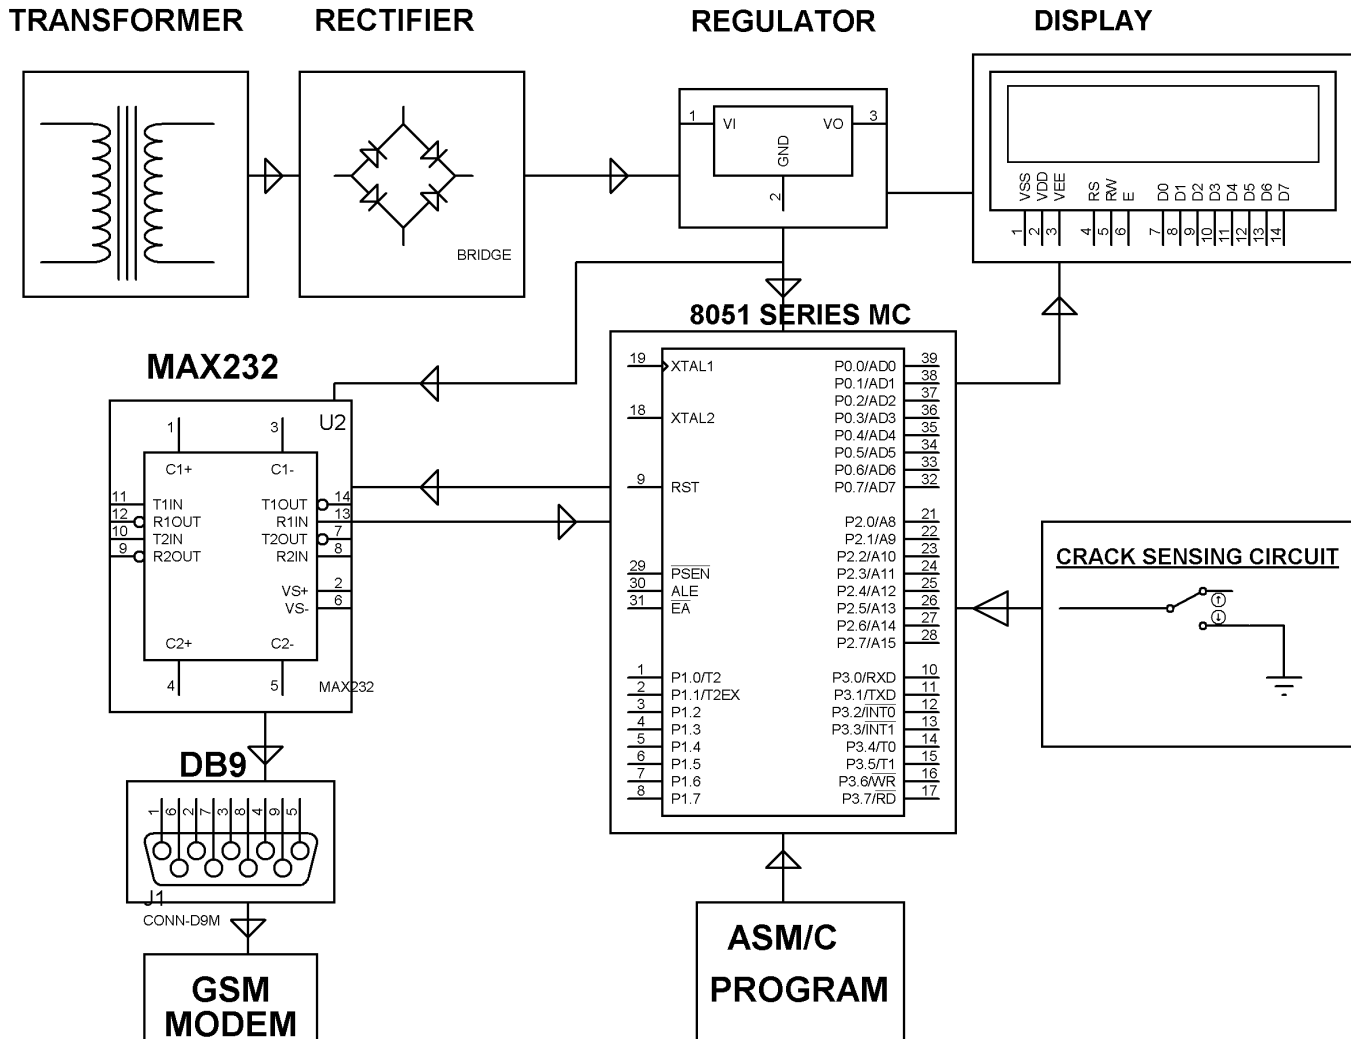 TRANSFORMER RECTIFIER REGULATOR DISPLAY
1 VI VO 3
GND
2
BRIDGE
VSS VDD VEE RS RW E D0 D1 D2 D3 D4 D5 D6 D7
1 2 3 4 5 6 7 8 9 10 11 12 13 14
8051 SERIES MC
19 XTAL1
18 XTAL2
9 RST
29 PSEN
30 ALE
31 EA
1 P1.0/T2
2 P1.1/T2EX
3 P1.2
4 P1.3
5 P1.4
6 P1.5
7 P1.6
8 P1.7
P0.0/AD0 39
P0.1/AD1 38
P0.2/AD2 37
P0.3/AD3 36
P0.4/AD4 35
P0.5/AD5 34
P0.6/AD6 33
P0.7/AD7 32
P2.0/A8 21
P2.1/A9 22
P2.2/A10 23
P2.3/A11 24
P2.4/A12 25
P2.5/A13 26
P2.6/A14 27
P2.7/A15 28
P3.0/RXD 10
P3.1/TXD 11
P3.2/INT0 12
P3.3/INT1 13
P3.4/T0 14
P3.5/T1 15
P3.6/WR 16
P3.7/RD 17
MAX232
U2
1 3
C1+ C1-
11 T1IN T1OUT 14
12 R1OUT R1IN 13
10 T2IN T2OUT 7
9 R2OUT R2IN 8
VS+ 2
VS- 6
C2+ C2-
4 5
MAX232
CRACK SENSING CIRCUIT
DB9
1 6 2 7 3 8 4 9 5
J1
CONN-D9M
GSM
MODEM
ASM/C
PROGRAM